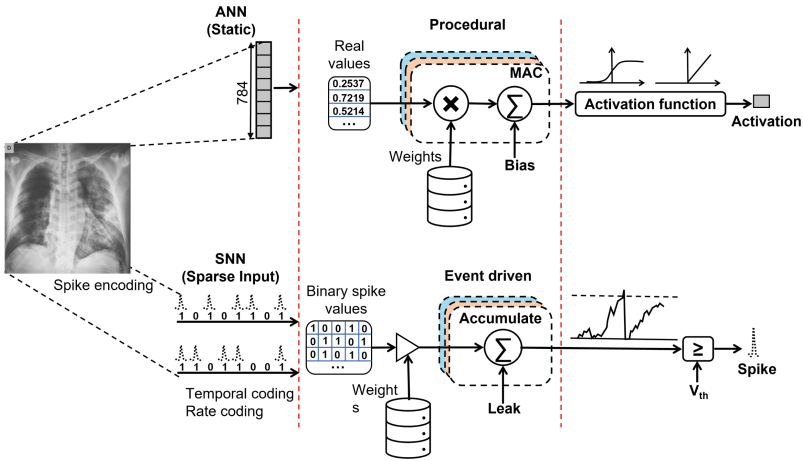 ANN
(Static)
784
D
Real
values
0.2537
0.7219
0.5214
...
Procedural
MAC
Weights
Bias
Activation function
Activation
SNN
(Sparse Input)
Spike encoding
1 0 1 0 1 1 0 1
1 1 0 1 1 0 0 1
Temporal coding
Rate coding
Binary spike
values
1 0 0 1 0
0 1 1 0 1
0 1 0 1 0
...
Weight
s
Event driven
Accumulate
Σ
Leak
≥
Vth
Spike